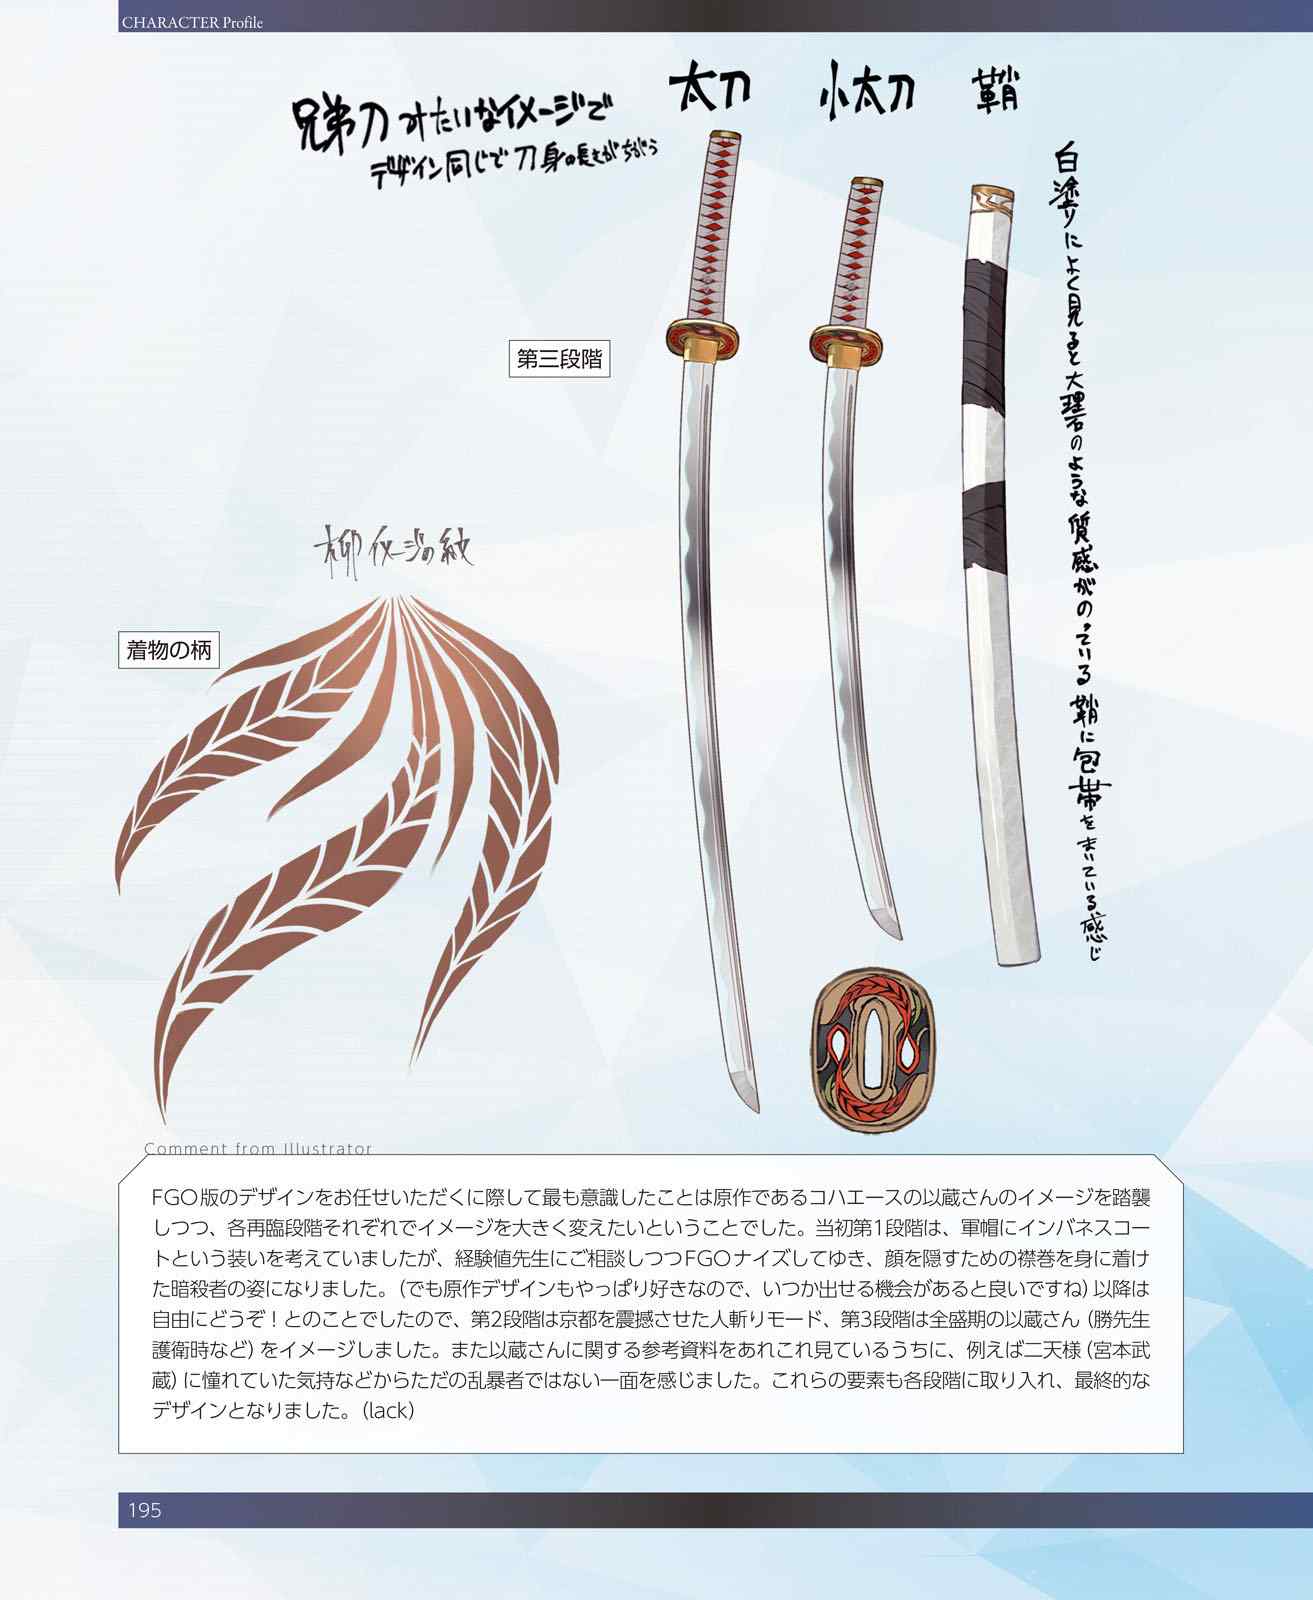 CHARACTER Profile
兄弟刀みたいなイメージで
デザイン同じで刀身の長さがちがう
太刀
小太刀
鞘
白塗りによく見ると大理石のような質感がのっている鞘に包帯をまいている感じ
第三段階
柳イメージの紋
着物の柄
Comment from Illustrator
FGO版のデザインをお任せいただくに際して最も意識したことは原作であるコハエースの以蔵さんのイメージを踏襲
しつつ、各再臨段階それぞれでイメージを大きく変えたいということでした。当初第1段階は、軍帽にインバネスコー
トという装いを考えていましたが、経験値先生にご相談しつつFGOナイズしてゆき、顔を隠すための襟巻を身に着け
た暗殺者の姿になりました。（でも原作デザインもやっぱり好きなので、いつか出せる機会があると良いですね）以降は
自由にどうぞ！とのことでしたので、第2段階は京都を震撼させた人斬りモード、第3段階は全盛期の以蔵さん（勝先生
護衛時など）をイメージしました。また以蔵さんに関する参考資料をあれこれ見ているうちに、例えば二天様（宮本武
蔵）に憧れていた気持などからただの乱暴者ではない一面を感じました。これらの要素も各段階に取り入れ、最終的な
デザインとなりました。（lack）
195